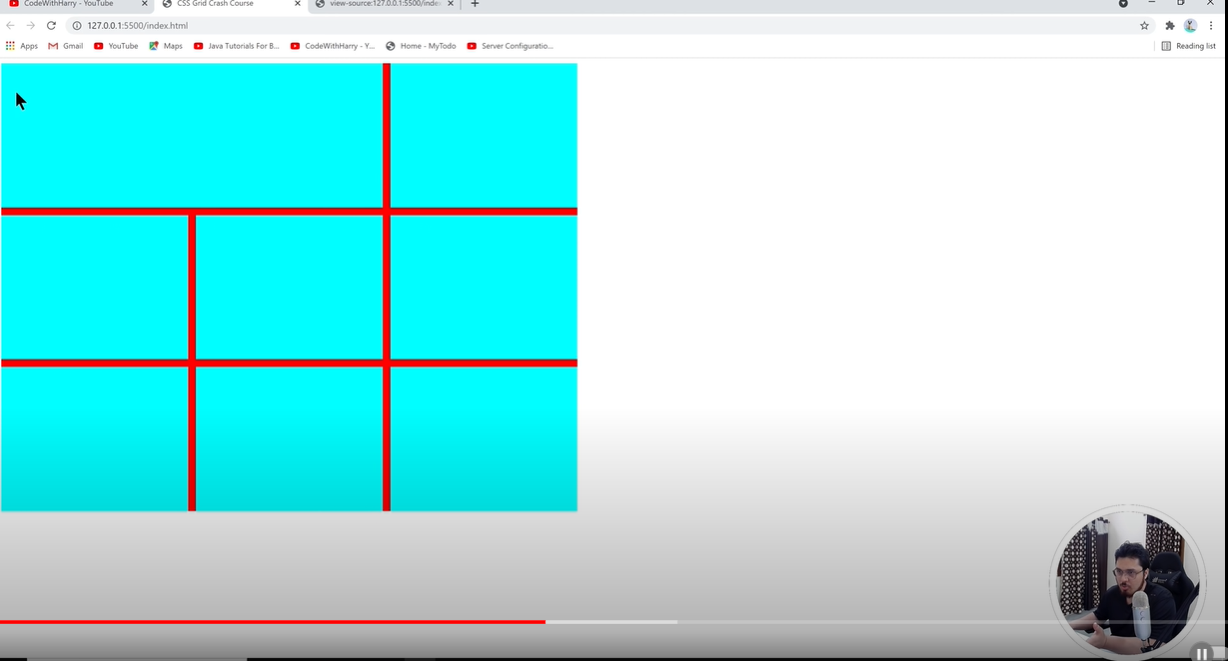 CodeWithHarry - YouTube
CSS Grid Crash Course
view-source:127.0.0.1:5500/index
127.0.0.1:5500/index.html
Apps
Gmail
YouTube
Maps
Java Tutorials For B...
CodeWithHarry - Y...
Home - MyTodo
Server Configuratio...
Reading list